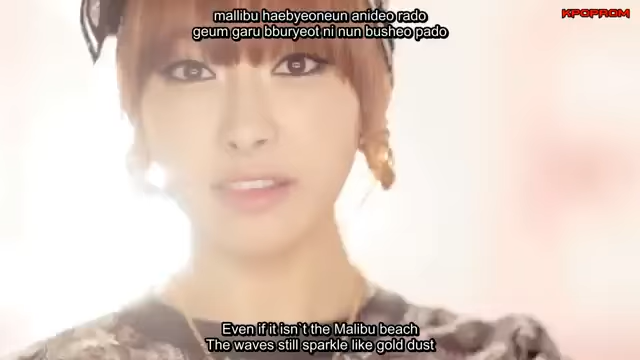 mallibu haebyeoneun anideo rado
KPOPROM
geum garu bburyeot ni nun busheo pado
Even if it isn`t the Malibu beach
The waves still sparkle like gold dust